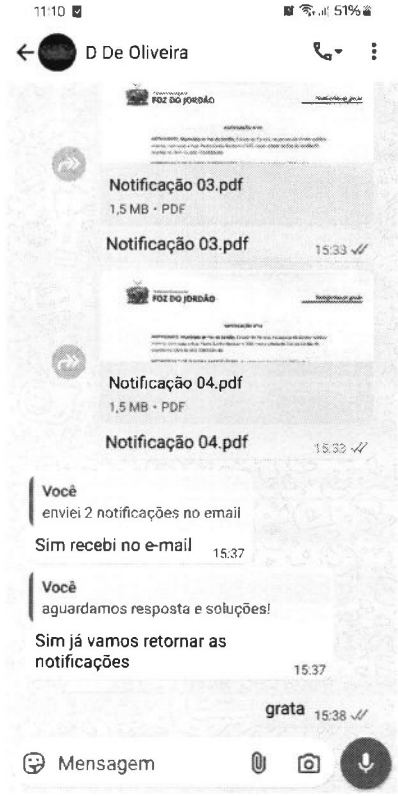 11:10 51%
D De Oliveira
FOZ DO JORDÃO
Notificação 03.pdf
1,5 MB • PDF
Notificação 03.pdf 15:33
FOZ DO JORDÃO
Notificação 04.pdf
1,5 MB • PDF
Notificação 04.pdf 15:33
Você
enviei 2 notificações no email
Sim recebi no e-mail 15:37
Você
aguardamos resposta e soluções!
Sim já vamos retornar as
notificações
15:37
grata 15:38
Mensagem